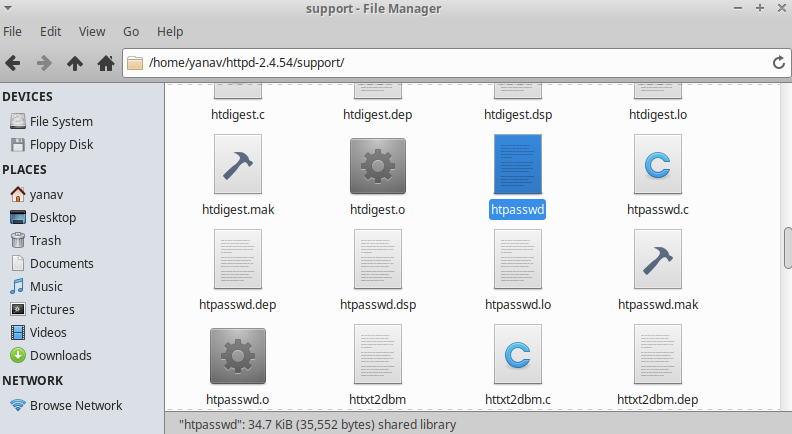 support - File Manager
File Edit View Go Help
/home/yanav/httpd-2.4.54/support/
DEVICES
File System
Floppy Disk
PLACES
yanav
Desktop
Trash
Documents
Music
Pictures
Videos
Downloads
NETWORK
Browse Network
htdigest.c htdigest.dep htdigest.dsp htdigest.lo
htdigest.mak htdigest.o htpasswd htpasswd.c
htpasswd.dep htpasswd.dsp htpasswd.lo htpasswd.mak
htpasswd.o httxt2dbm httxt2dbm.c httxt2dbm.dep
"htpasswd": 34.7 KiB (35,552 bytes) shared library